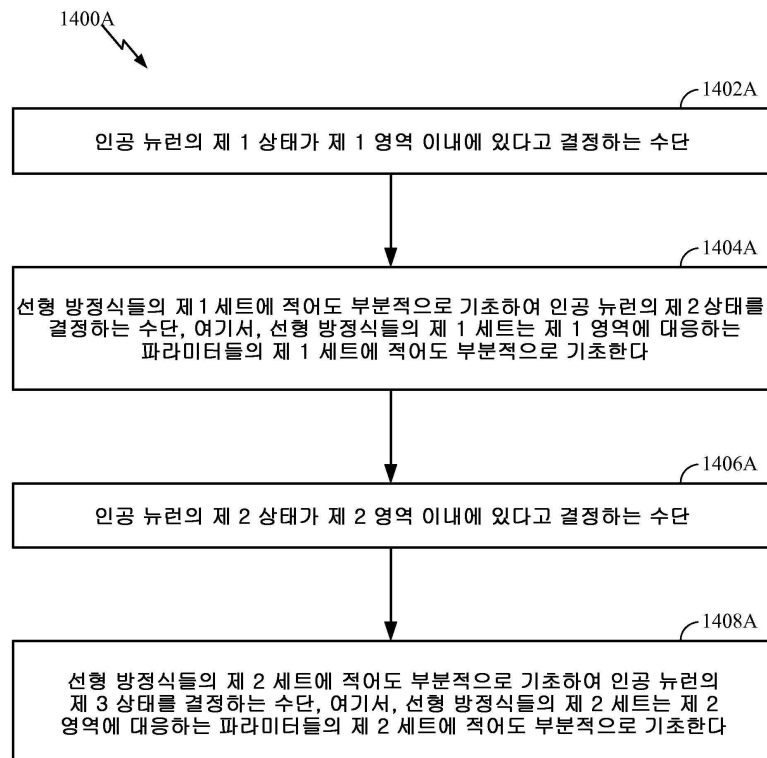 1400A
1402A
인공 뉴런의 제 1 상태가 제 1 영역 이내에 있다고 결정하는 수단
1404A
선형 방정식들의 제 1 세트에 적어도 부분적으로 기초하여 인공 뉴런의 제 2 상태를
결정하는 수단, 여기서, 선형 방정식들의 제 1 세트는 제 1 영역에 대응하는
파라미터들의 제 1 세트에 적어도 부분적으로 기초한다
1406A
인공 뉴런의 제 2 상태가 제 2 영역 이내에 있다고 결정하는 수단
1408A
선형 방정식들의 제 2 세트에 적어도 부분적으로 기초하여 인공 뉴런의
제 3 상태를 결정하는 수단, 여기서, 선형 방정식들의 제 2 세트는 제 2
영역에 대응하는 파라미터들의 제 2 세트에 적어도 부분적으로 기초한다